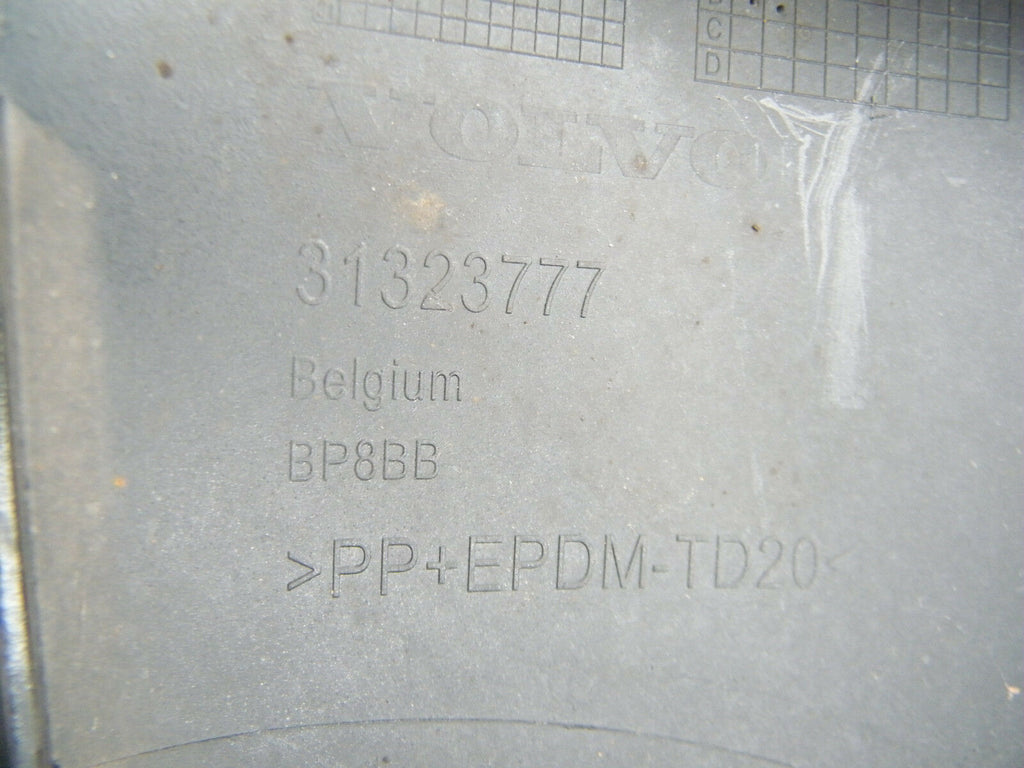 C
D
VOLVO
31323777
Belgium
BP8BB
>PP+EPDM-TD20<